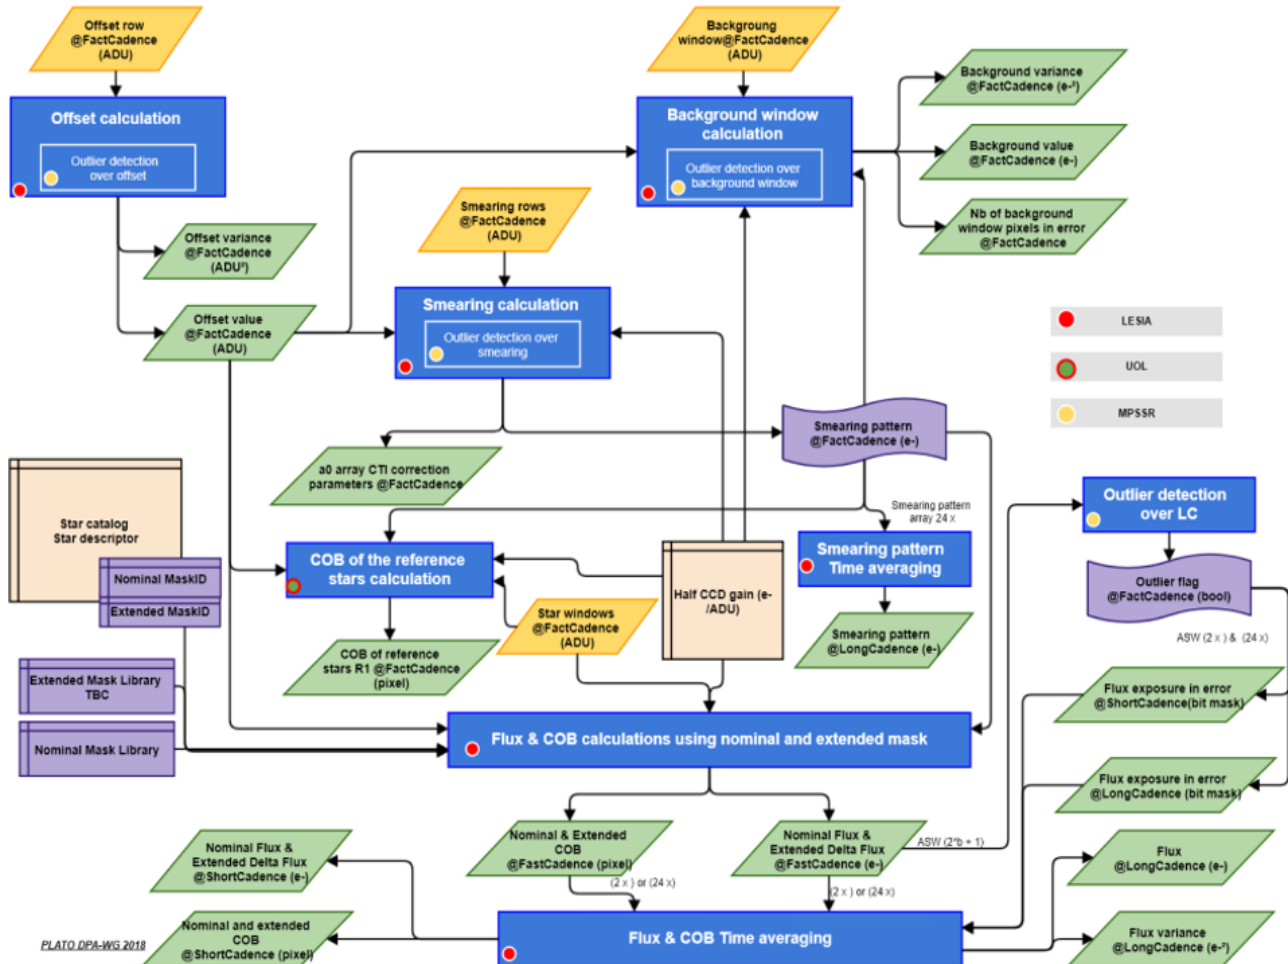 Offset row
@FactCadence
(ADU)
Backgroung
window@FactCadence
(ADU)
Background variance
@FactCadence (e-²)
Offset calculation
Outlier detection
over offset
Background window
calculation
Outlier detection over
background window
Background value
@FactCadence (e-)
Nb of background
window pixels in error
@FactCadence
Smearing rows
@FactCadence
(ADU)
Offset variance
@FactCadence
(ADU²)
Offset value
@FactCadence
(ADU)
Smearing calculation
Outlier detection over
smearing
LESIA
UOL
MPSSR
Smearing pattern
@FactCadence (e-)
a0 array CTI correction
parameters @FactCadence
Star catalog
Star descriptor
Nominal MaskID
Extended MaskID
Smearing pattern
array 24 x
Outlier detection
over LC
COB of the reference
stars calculation
Half CCD gain (e-
/ADU)
Smearing pattern
Time averaging
Outlier flag
@FactCadence (bool)
Star windows
@FactCadence
(ADU)
ASW (2 x ) & (24 x)
COB of reference
stars R1 @FactCadence
(pixel)
Smearing pattern
@LongCadence (e-)
Extended Mask Library
TBC
Nominal Mask Library
Flux & COB calculations using nominal and extended mask
Flux exposure in error
@ShortCadence(bit mask)
Flux exposure in error
@LongCadence (bit mask)
Nominal Flux &
Extended Delta Flux
@ShortCadence (e-)
Nominal & Extended
COB
@FastCadence (pixel)
(2 x ) or (24 x)
Nominal Flux &
Extended Delta Flux
@FastCadence (e-)
(2 x ) or (24 x)
ASW (2*b + 1)
Flux
@LongCadence (e-)
Nominal and extended
COB
@ShortCadence (pixel)
Flux & COB Time averaging
Flux variance
@LongCadence (e-²)
PLATO DPA-WG 2018